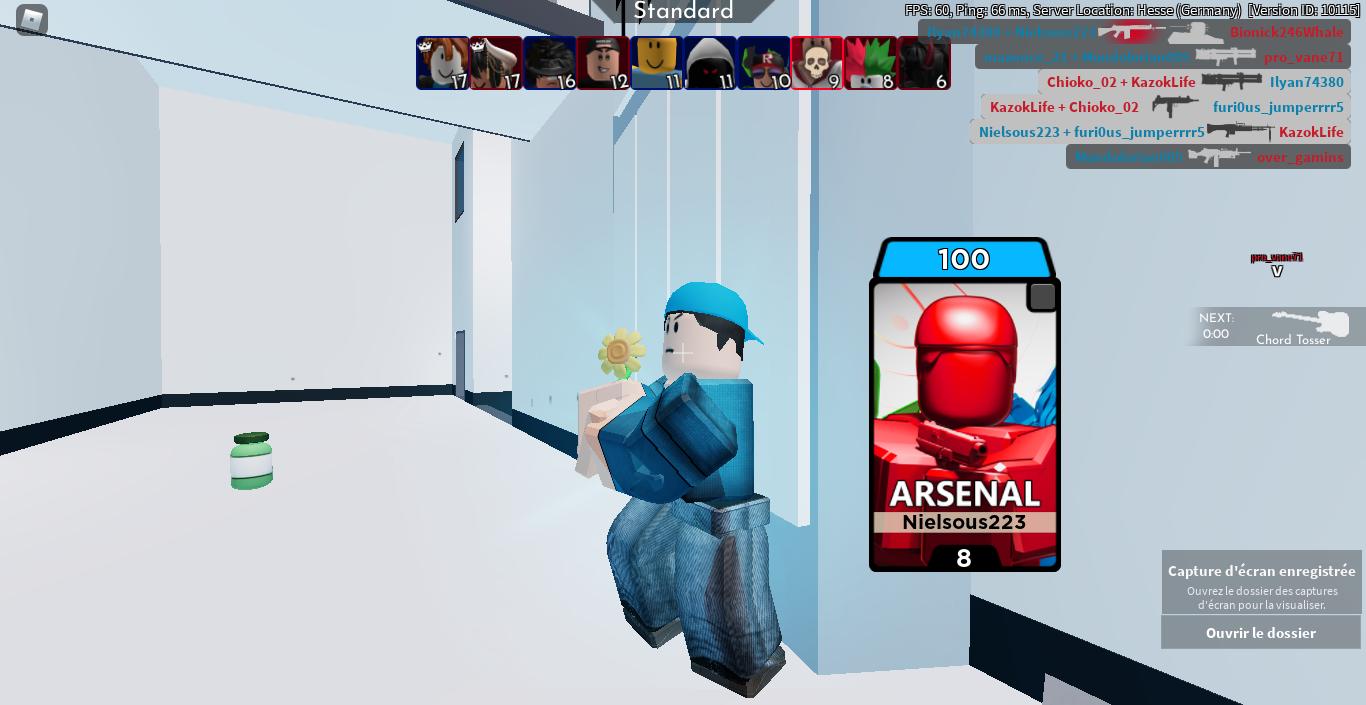 Standard
FPS: 60, Ping: 66 ms, Server Location: Hesse (Germany) [Version ID: 10115]
17 17 16 12 11 11 10 9 8 6
Ilyan74380 + Nielsous223 Bionick246Whale
pro_vane71
Chioko_02 + KazokLife Ilyan74380
KazokLife + Chioko_02 furi0us_jumperrrr5
Nielsous223 + furi0us_jumperrrr5 KazokLife
over_gamins
100
pro_vane71
V
NEXT:
0:00
Chord Tosser
ARSENAL
Nielsous223
8
Capture d'écran enregistrée
Ouvrez le dossier des captures
d'écran pour la visualiser.
Ouvrir le dossier